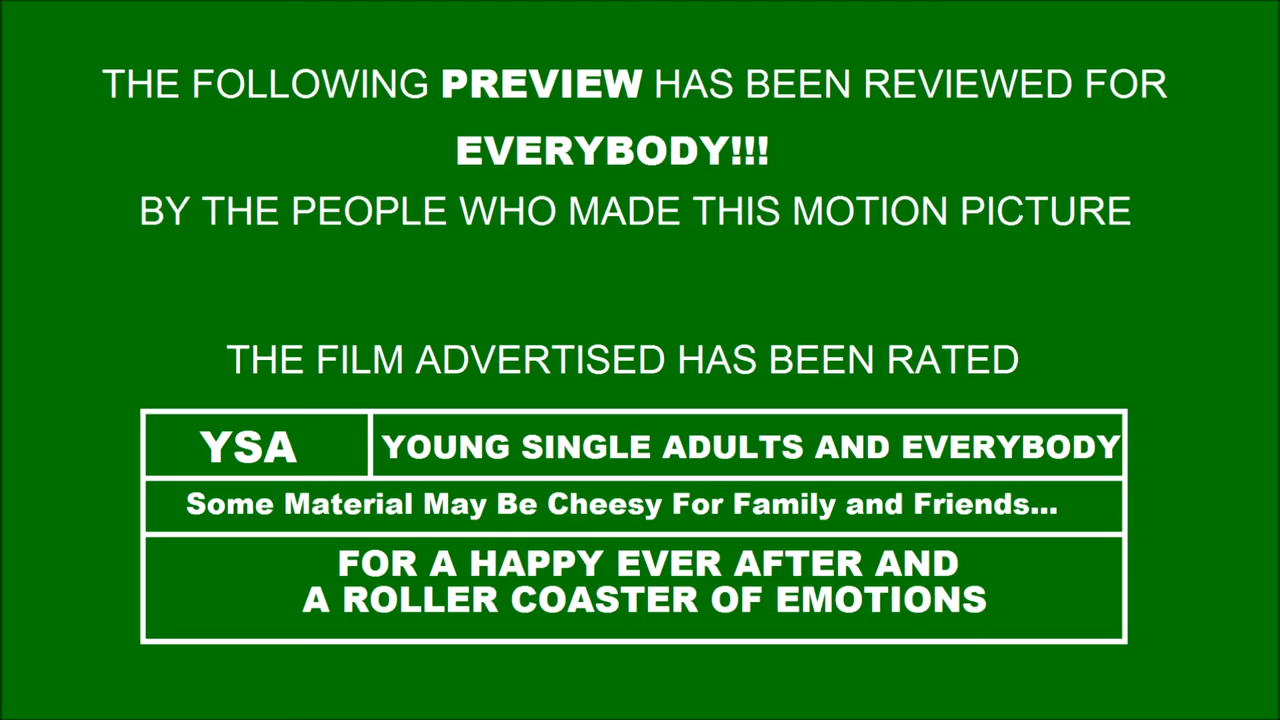 THE FOLLOWING PREVIEW HAS BEEN REVIEWED FOR
EVERYBODY!!!
BY THE PEOPLE WHO MADE THIS MOTION PICTURE
THE FILM ADVERTISED HAS BEEN RATED
YSA
YOUNG SINGLE ADULTS AND EVERYBODY
Some Material May Be Cheesy For Family and Friends...
FOR A HAPPY EVER AFTER AND
A ROLLER COASTER OF EMOTIONS